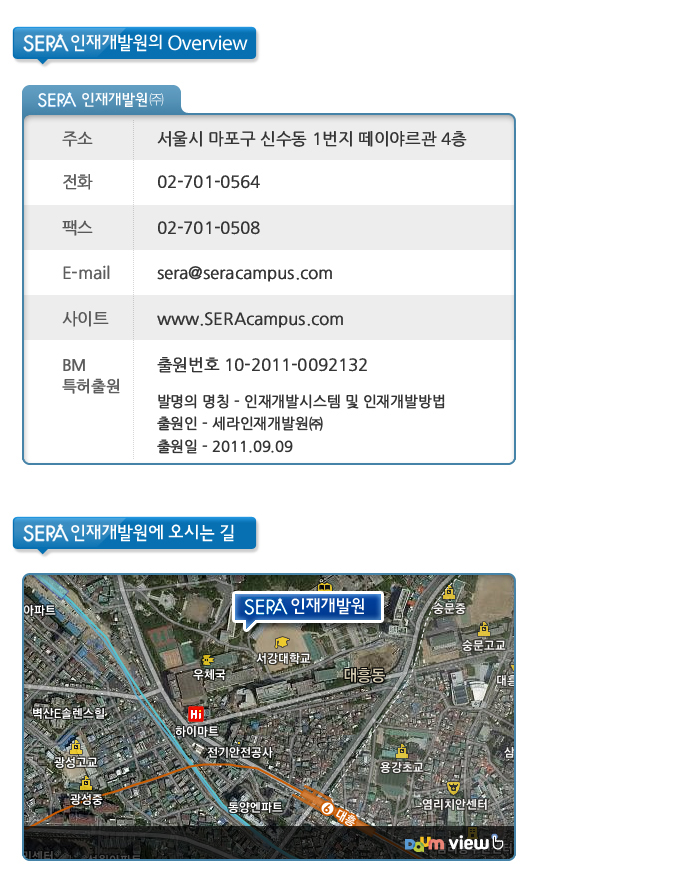 SERA 인재개발원의 Overview
SERA 인재개발원㈜
주소 서울시 마포구 신수동 1번지 떼이야르관 4층
전화 02-701-0564
팩스 02-701-0508
E-mail sera@seracampus.com
사이트 www.SERAcampus.com
BM 출원번호 10-2011-0092132
특허출원
발명의 명칭 - 인재개발시스템 및 인재개발방법
출원인 - 세라인재개발원㈜
출원일 - 2011.09.09
SERA 인재개발원에 오시는 길
아파트
SERA 인재개발원
숭문중
숭문고교
서강대학교
우체국
대흥동
대흥
벽산E솔렌스힐
Hi
하이마트
전기안전공사
광성고교
용강초교
삼
광성중
염리치안센터
동양엔파트
6 대흥
Daum view